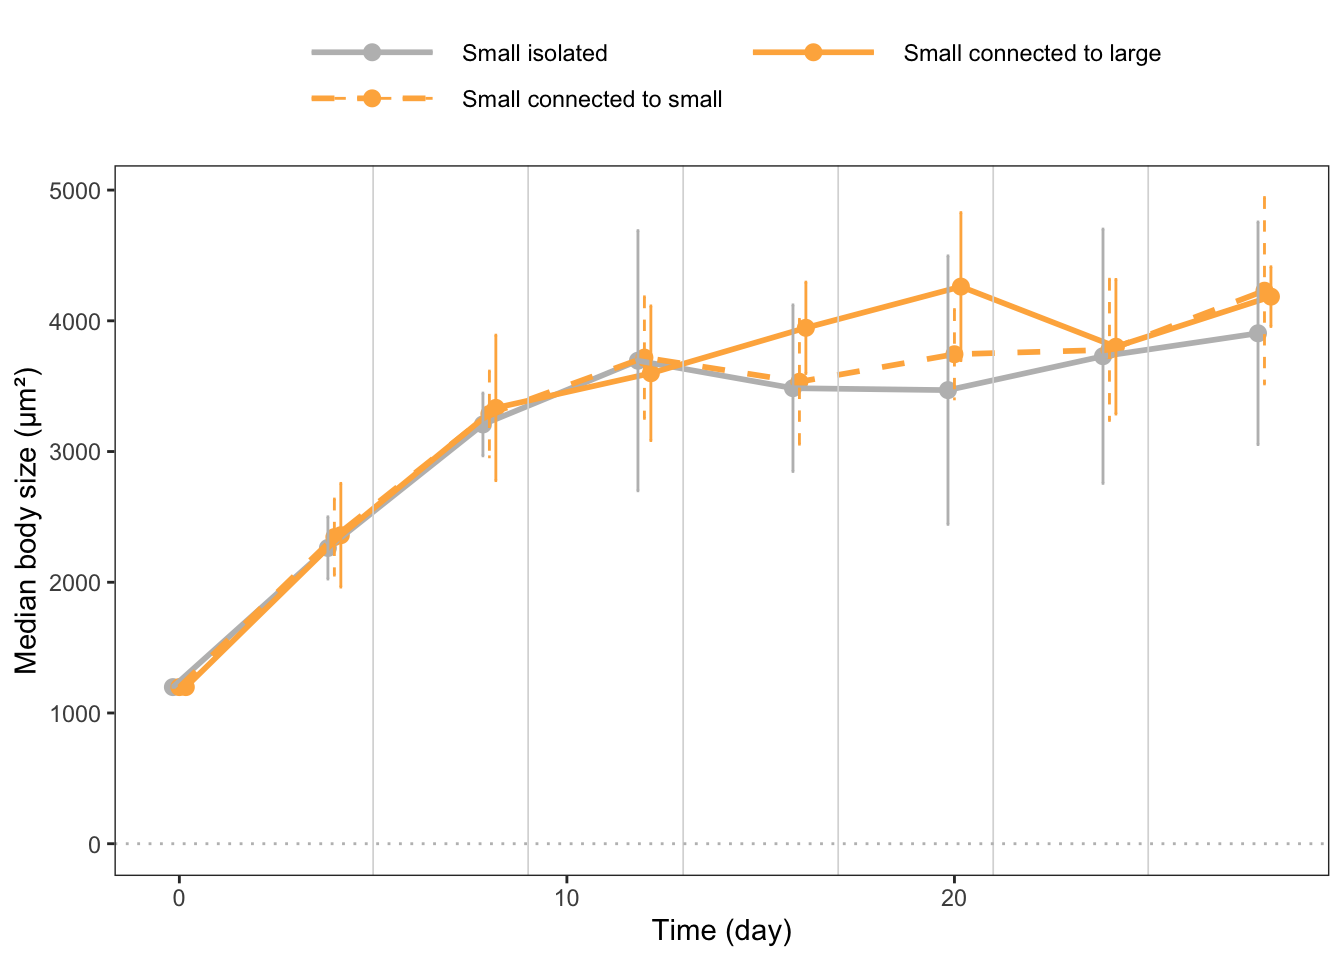 Small isolated
Small connected to large
Small connected to small
5000
4000
3000
2000
1000
0
Median body size (µm²)
0
10
20
Time (day)